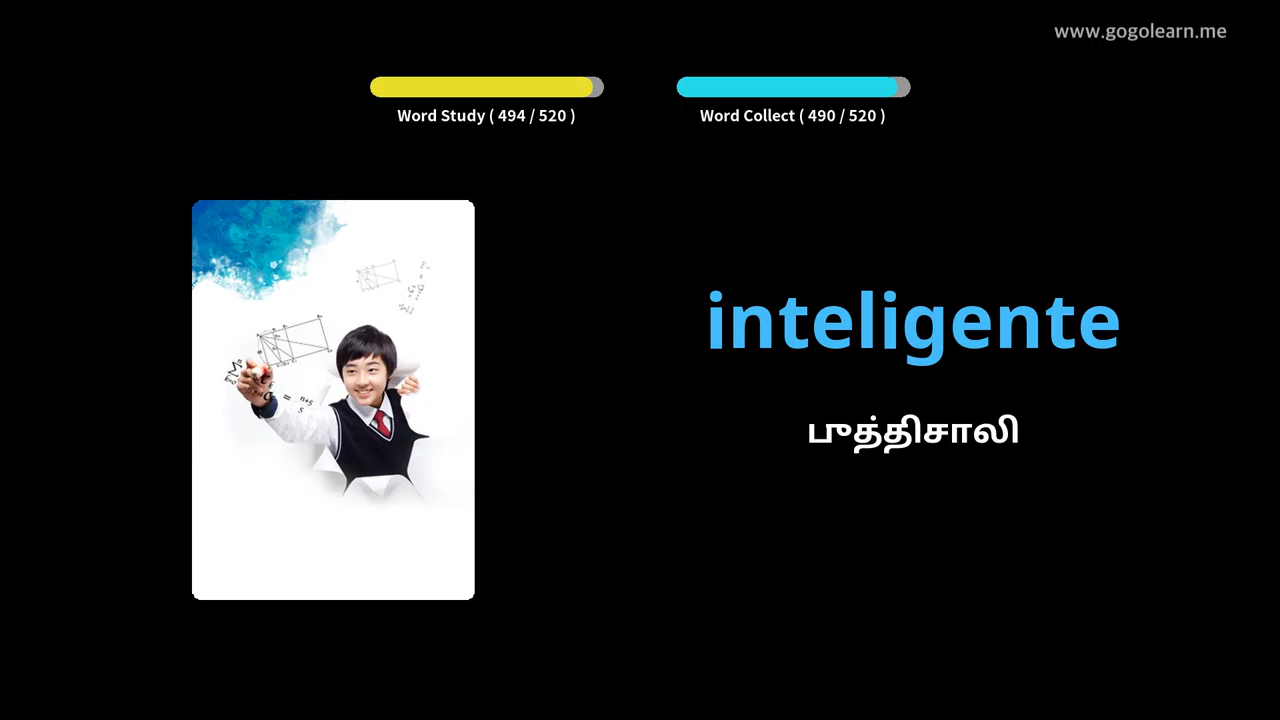 www.gogolearn.me
Word Study ( 494 / 520 )
Word Collect ( 490 / 520 )
inteligente
புத்திசாலி